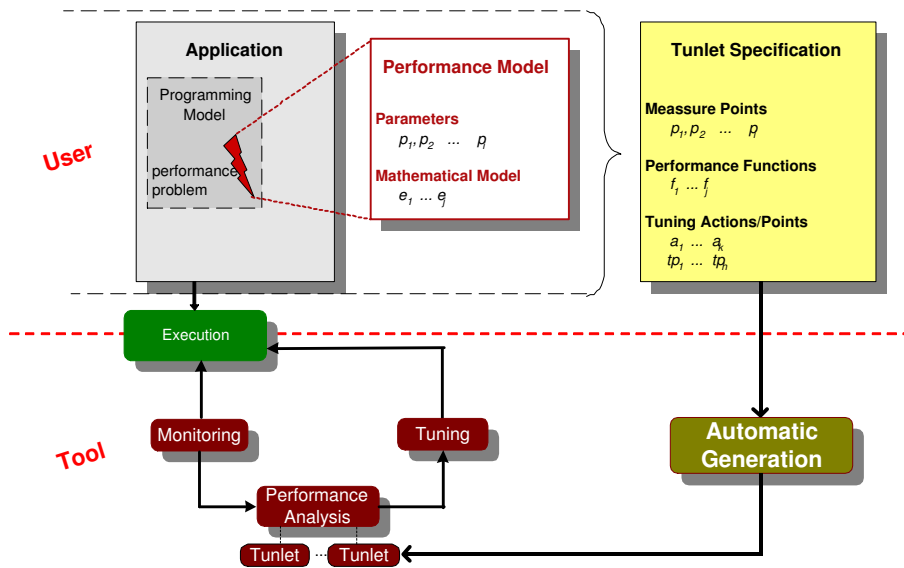 Application
Programming
Model
performance
problem
Performance Model
Parameters
p1, p2 ... pi
Mathematical Model
e1 ... ej
Tunlet Specification
Meassure Points
p1, p2 ... pi
Performance Functions
f1 ... fj
Tuning Actions/Points
a1 ... ak
tp1 ... tpn
User
Execution
Tool
Monitoring
Tuning
Performance
Analysis
Tunlet ... Tunlet
Automatic
Generation